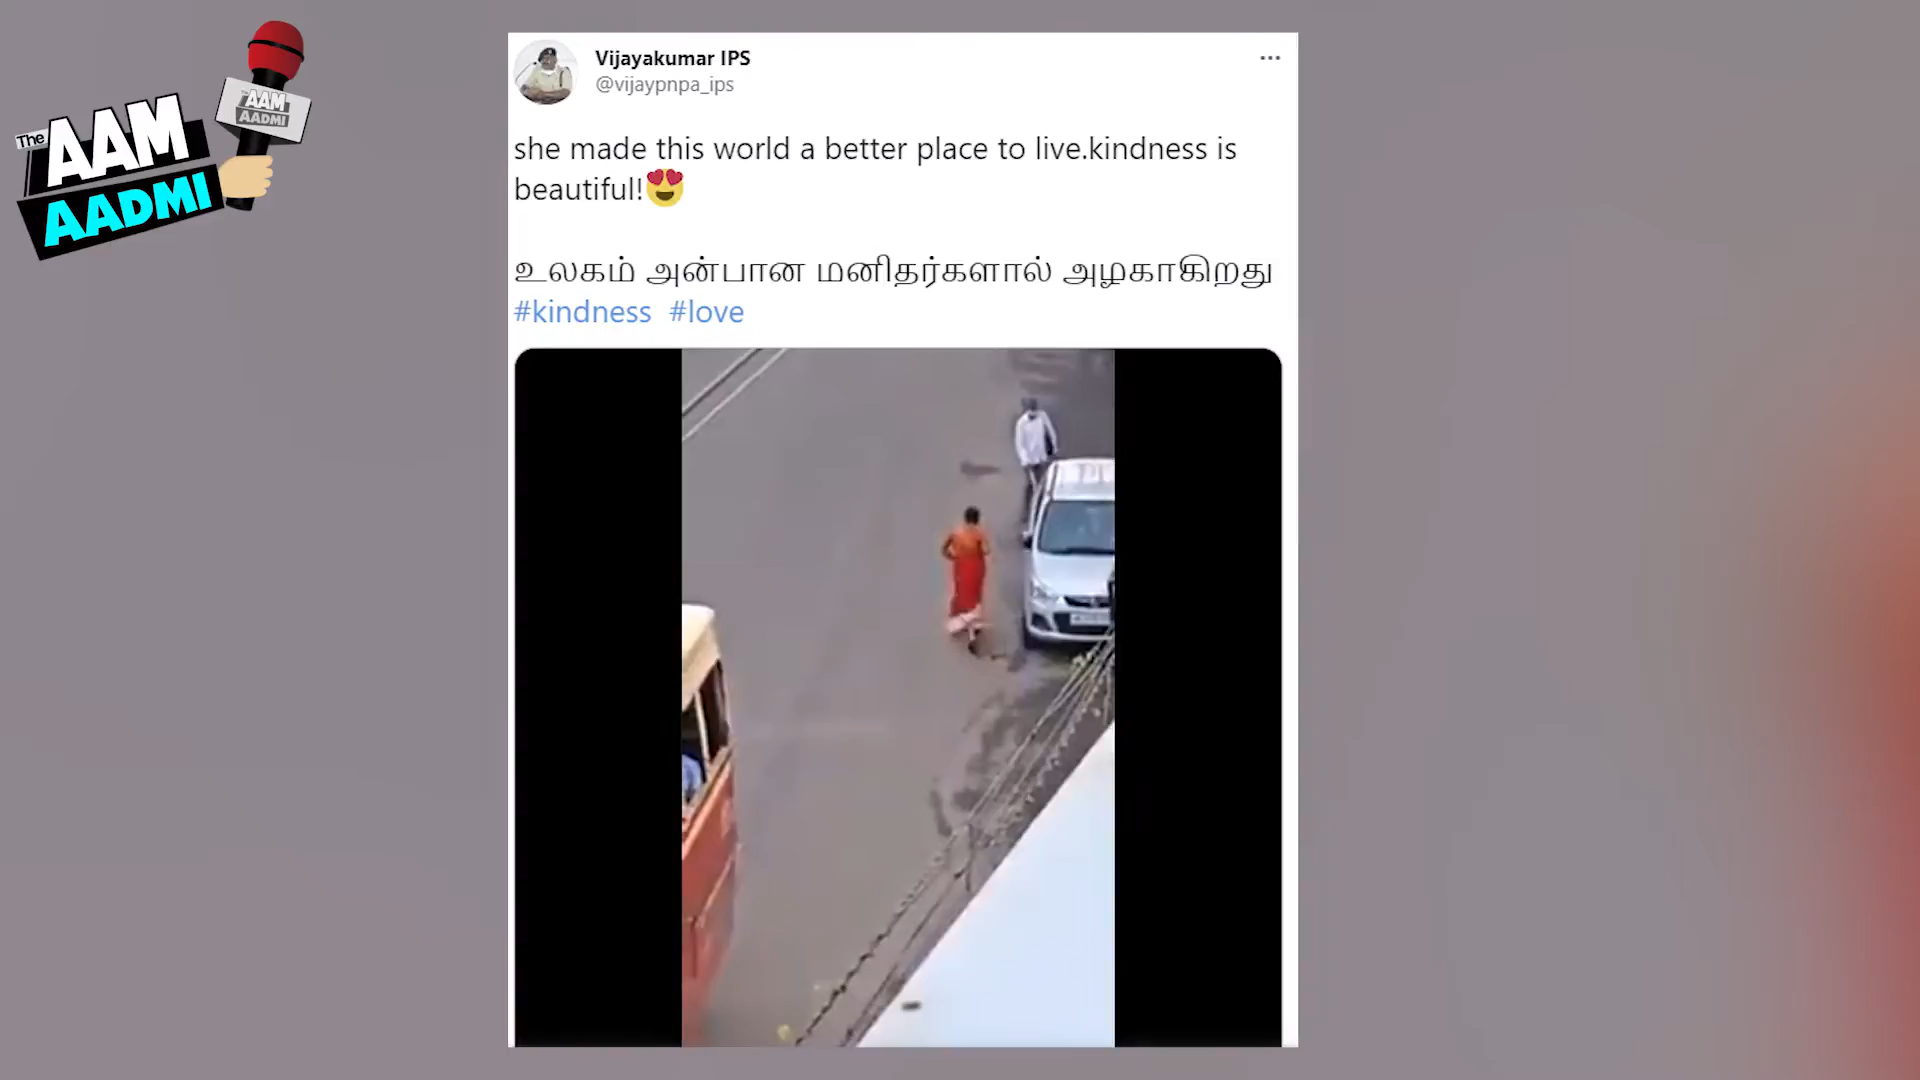 The
AAM
AADMI
The
AAM
AADMI
Vijayakumar IPS
@vijaypnpa_ips
she made this world a better place to live.kindness is
beautiful!😍
உலகம் அன்பான மனிதர்களால் அழகாகிறது
#kindness #love